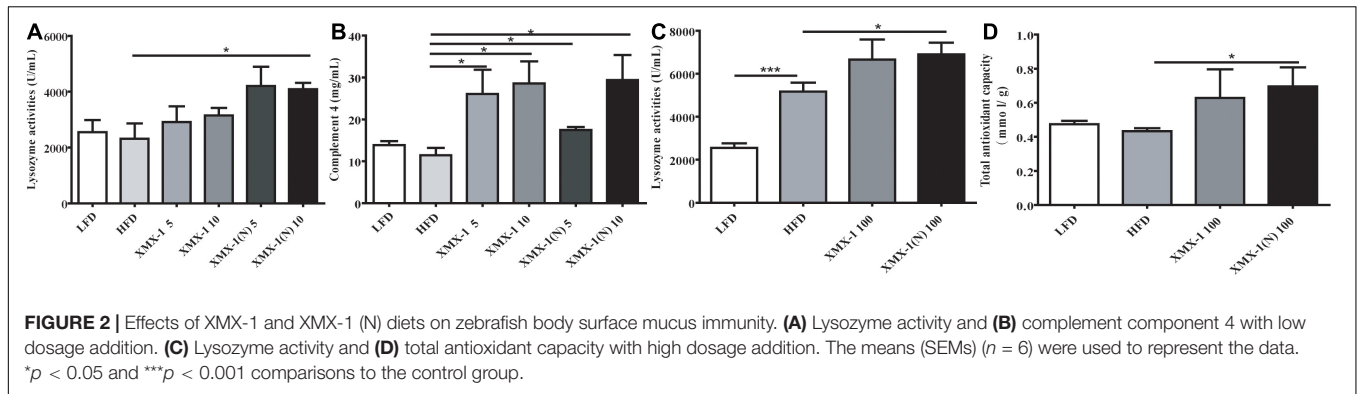 A
Lysozyme activities (U/mL)
6000
4000
2000
0
*
LFD
HFD
XMX-1 5
XMX-1 10
XMX-1(N) 5
XMX-1(N) 10
B
Complement 4 (mg/mL)
40
30
20
10
0
*
*
*
*
LFD
HFD
XMX-1 5
XMX-1 10
XMX-1(N) 5
XMX-1(N) 10
C
Lysozyme activities (U/mL)
8000
6000
4000
2000
0
***
*
LFD
HFD
XMX-1 100
XMX-1(N) 100
D
Total antioxidant capacity
(mmol/g)
1.0
0.8
0.6
0.4
0.2
0.0
*
LFD
HFD
XMX-1 100
XMX-1(N) 100
FIGURE 2 | Effects of XMX-1 and XMX-1 (N) diets on zebrafish body surface mucus immunity. (A) Lysozyme activity and (B) complement component 4 with low
dosage addition. (C) Lysozyme activity and (D) total antioxidant capacity with high dosage addition. The means (SEMs) (n = 6) were used to represent the data.
*p < 0.05 and ***p < 0.001 comparisons to the control group.